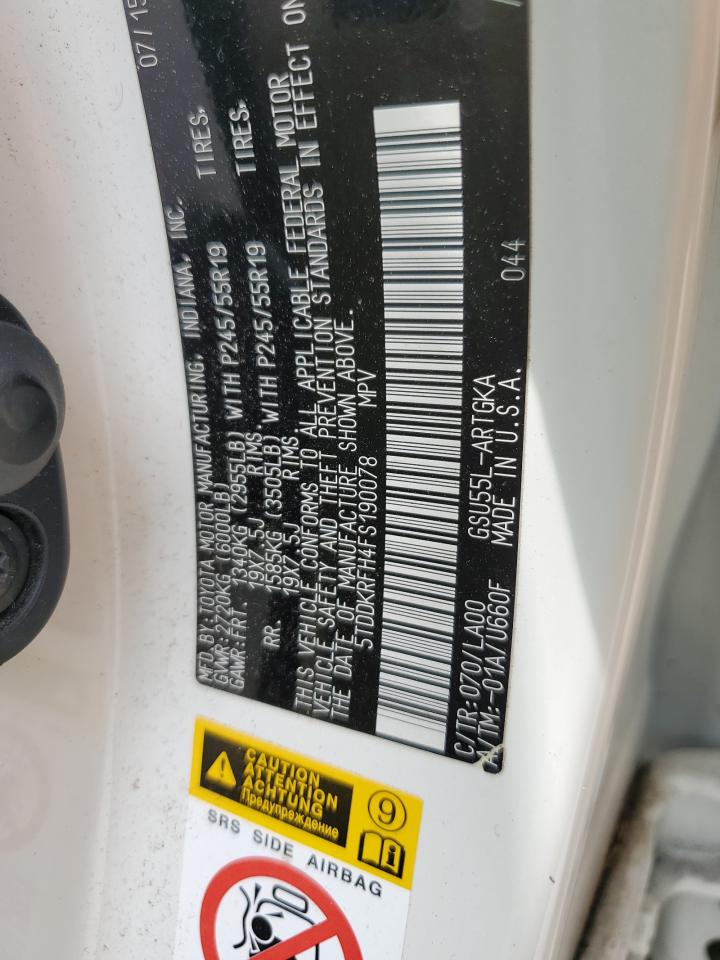 MFD. BY: TOYOTA MOTOR MANUFACTURING, INDIANA, INC. 07/15
GVWR: 2720KG (6000LB)
GAWR: FRT. 1340KG (2955LB) WITH P245/55R19 TIRES,
19X7.5J RIMS,
RR. 1585KG (3505LB) WITH P245/55R19 TIRES,
19X7.5J RIMS
THIS VEHICLE CONFORMS TO ALL APPLICABLE FEDERAL MOTOR
VEHICLE SAFETY AND THEFT PREVENTION STANDARDS IN EFFECT ON
THE DATE OF MANUFACTURE SHOWN ABOVE.
5TDDKRFH4FS190078 MPV
C/TR: 070/LA00 GSU55L-ARTGKA 044
A/TM: -01A/U660F MADE IN U.S.A.
CAUTION
ATTENTION
ACHTUNG
Предупреждение
9
SRS SIDE AIRBAG